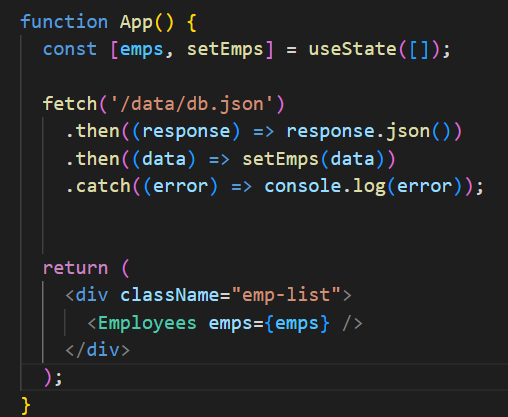 function App() {
  const [emps, setEmps] = useState([]);

  fetch('/data/db.json')
    .then((response) => response.json())
    .then((data) => setEmps(data))
    .catch((error) => console.log(error));


  return (
    <div className="emp-list">
      <Employees emps={emps} />
    </div>
  );
}